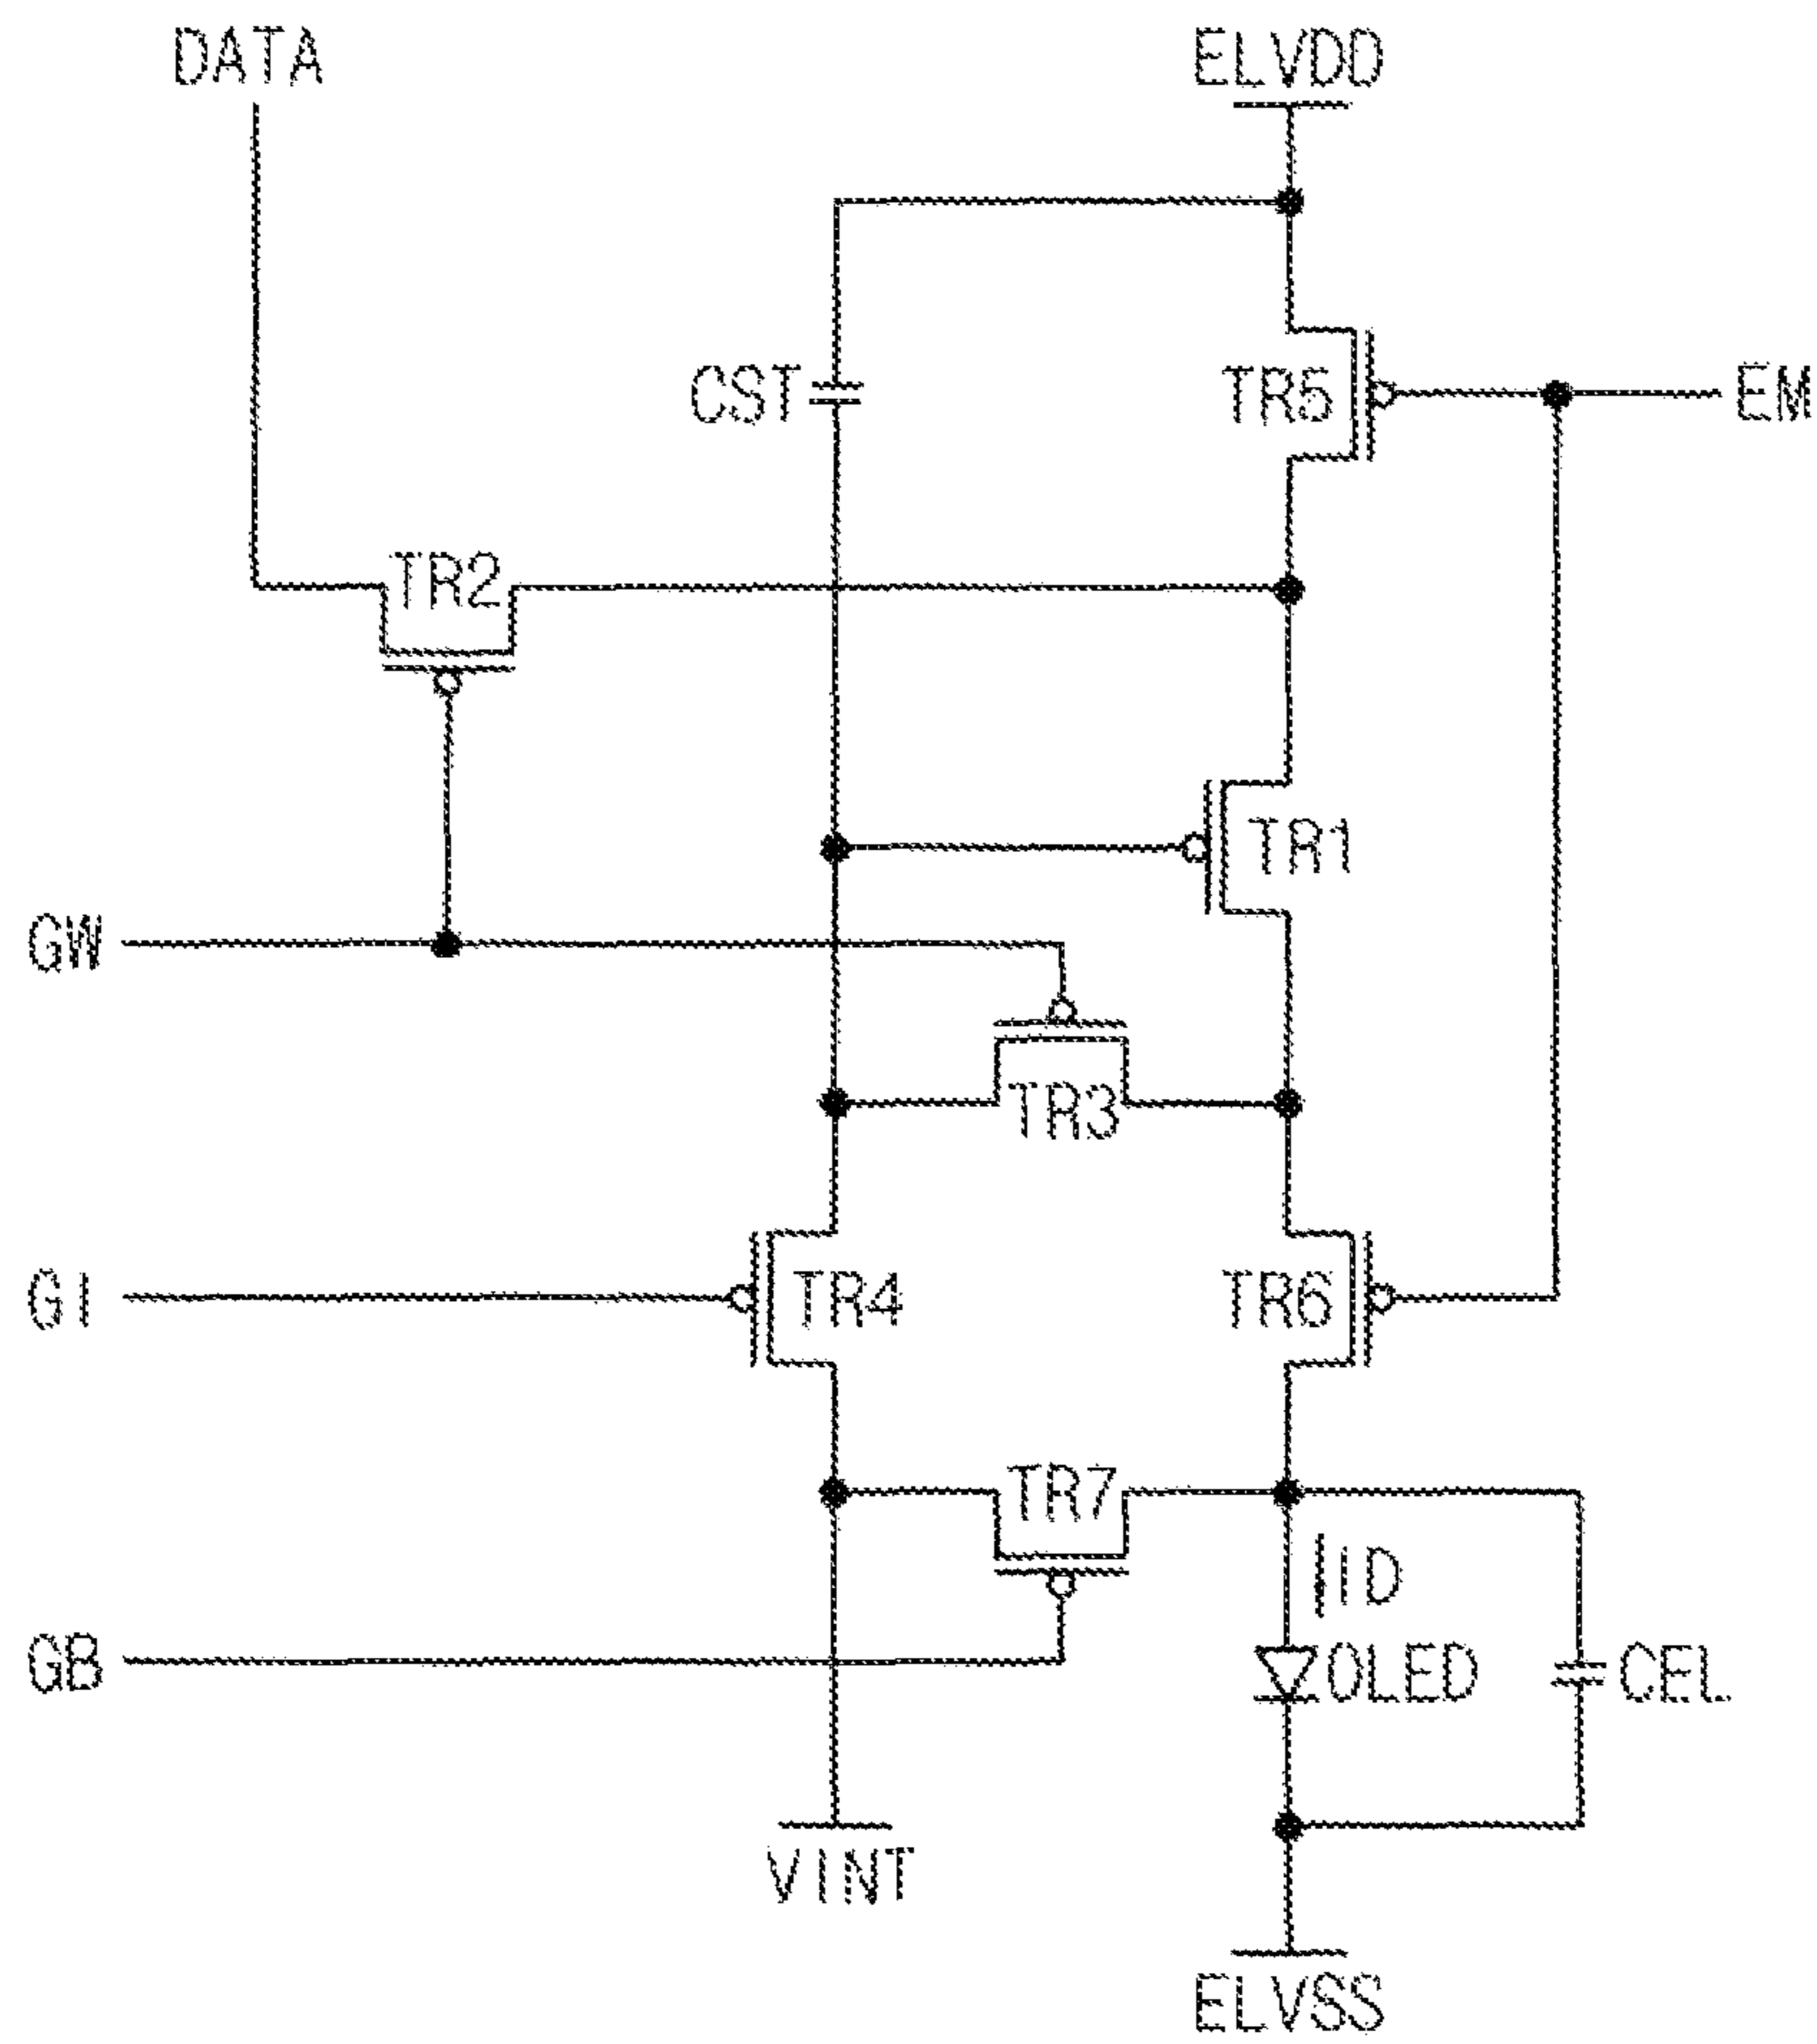 DATA
ELVDD
CST
TR5
EM
TR2
TR1
GW
TR3
GI
TR4
TR6
TR7
ID
GB
OLED
CEL
VINT
ELVSS